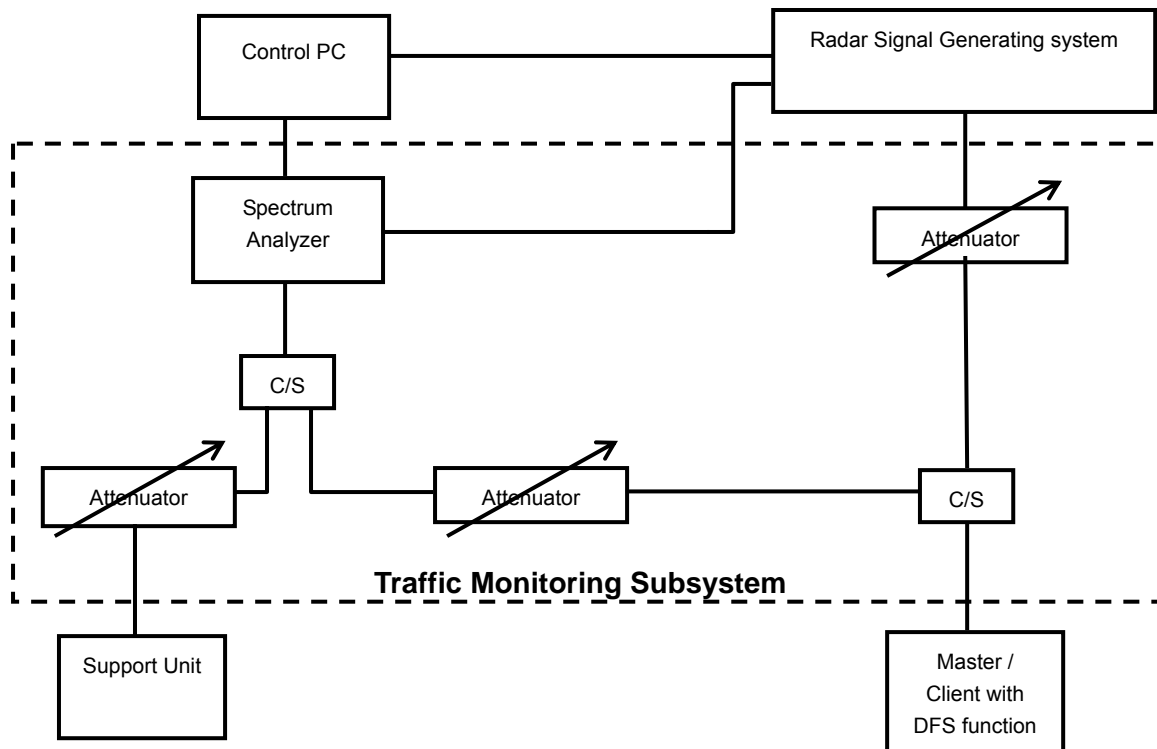 Control PC
Radar Signal Generating system
Spectrum
Analyzer
Attenuator
C/S
Attenuator
Attenuator
C/S
Traffic Monitoring Subsystem
Support Unit
Master /
Client with
DFS function